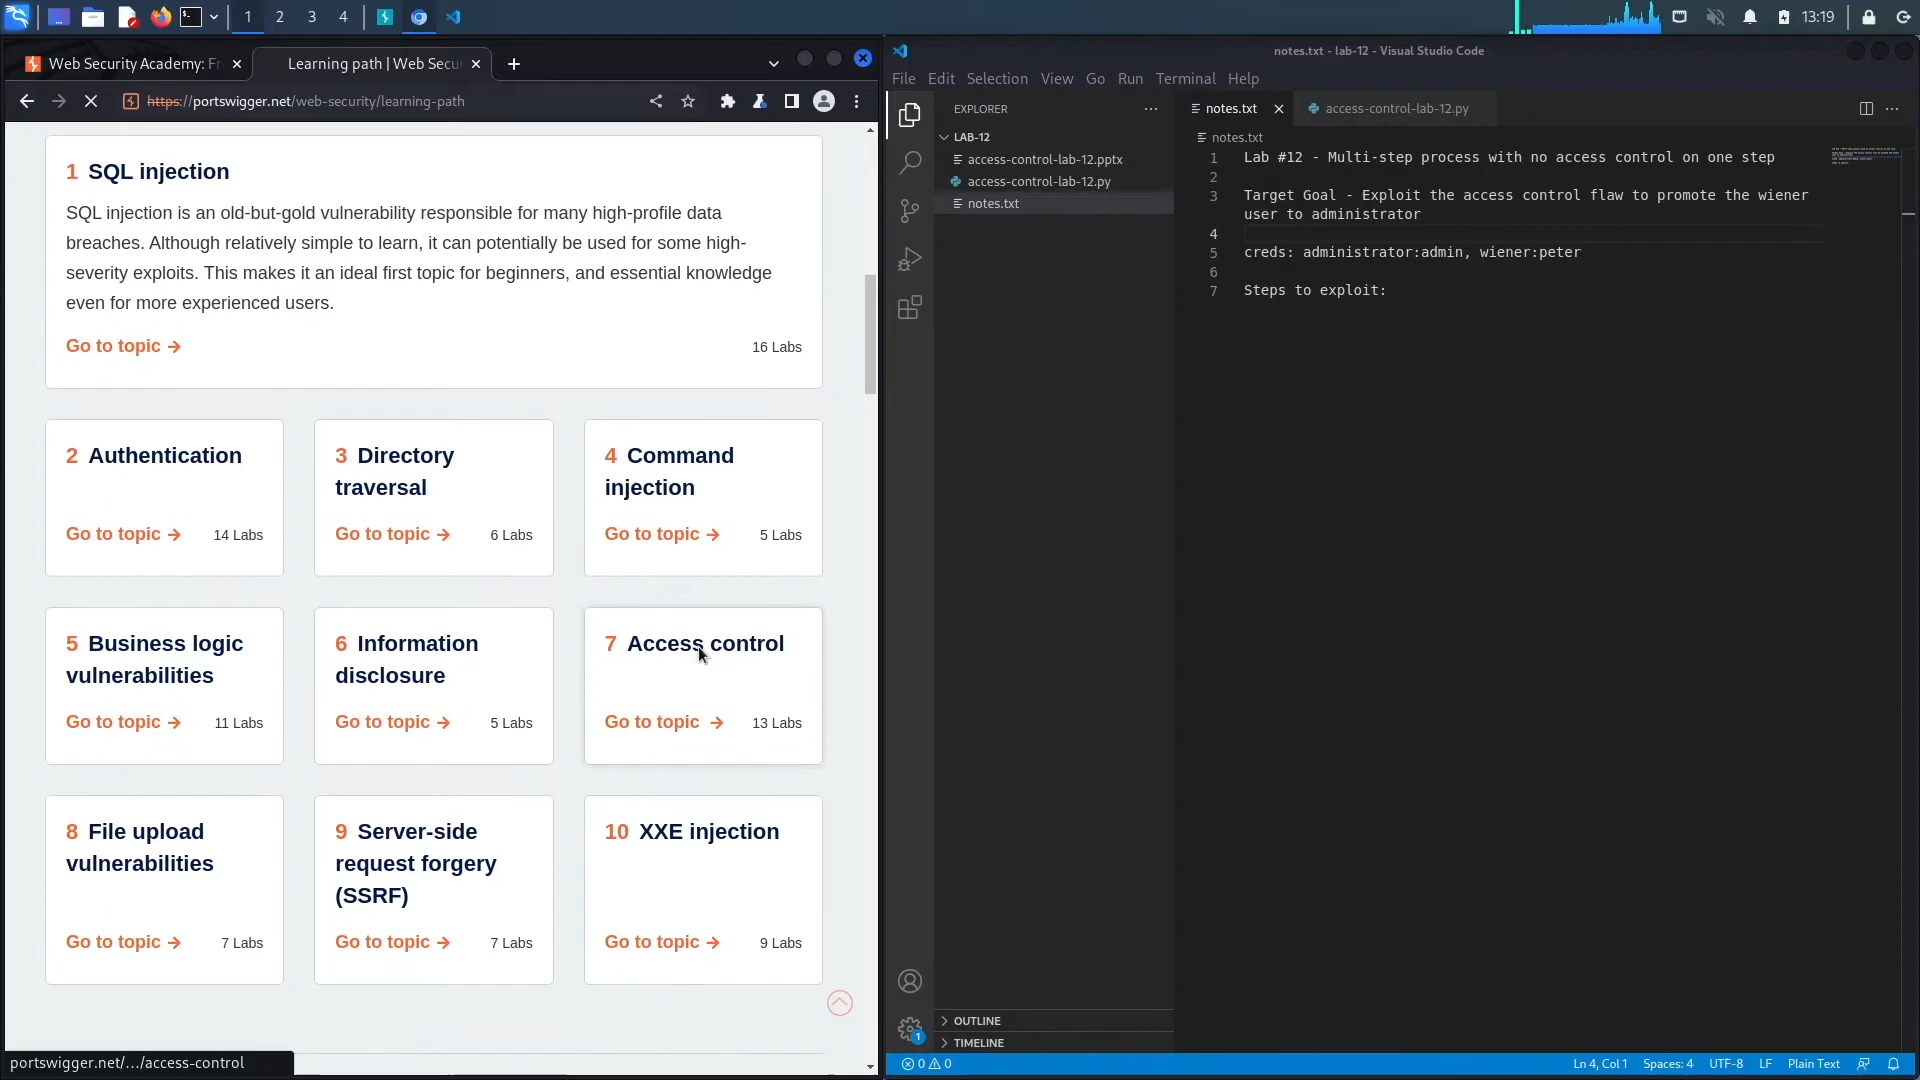 1 2 3 4
13:19
Web Security Academy: Fr
Learning path | Web Secu
https://portswigger.net/web-security/learning-path
1 SQL injection
SQL injection is an old-but-gold vulnerability responsible for many high-profile data
breaches. Although relatively simple to learn, it can potentially be used for some high-
severity exploits. This makes it an ideal first topic for beginners, and essential knowledge
even for more experienced users.
Go to topic → 16 Labs
2 Authentication
Go to topic → 14 Labs
3 Directory
traversal
Go to topic → 6 Labs
4 Command
injection
Go to topic → 5 Labs
5 Business logic
vulnerabilities
Go to topic → 11 Labs
6 Information
disclosure
Go to topic → 5 Labs
7 Access control
Go to topic → 13 Labs
8 File upload
vulnerabilities
Go to topic → 7 Labs
9 Server-side
request forgery
(SSRF)
Go to topic → 7 Labs
10 XXE injection
Go to topic → 9 Labs
portswigger.net/.../access-control
notes.txt - lab-12 - Visual Studio Code
File Edit Selection View Go Run Terminal Help
EXPLORER
LAB-12
access-control-lab-12.pptx
access-control-lab-12.py
notes.txt
OUTLINE
TIMELINE
notes.txt
access-control-lab-12.py
notes.txt
1 Lab #12 - Multi-step process with no access control on one step
2
3 Target Goal - Exploit the access control flaw to promote the wiener
user to administrator
4
5 creds: administrator:admin, wiener:peter
6
7 Steps to exploit:
1
0 0
Ln 4, Col 1 Spaces: 4 UTF-8 LF Plain Text